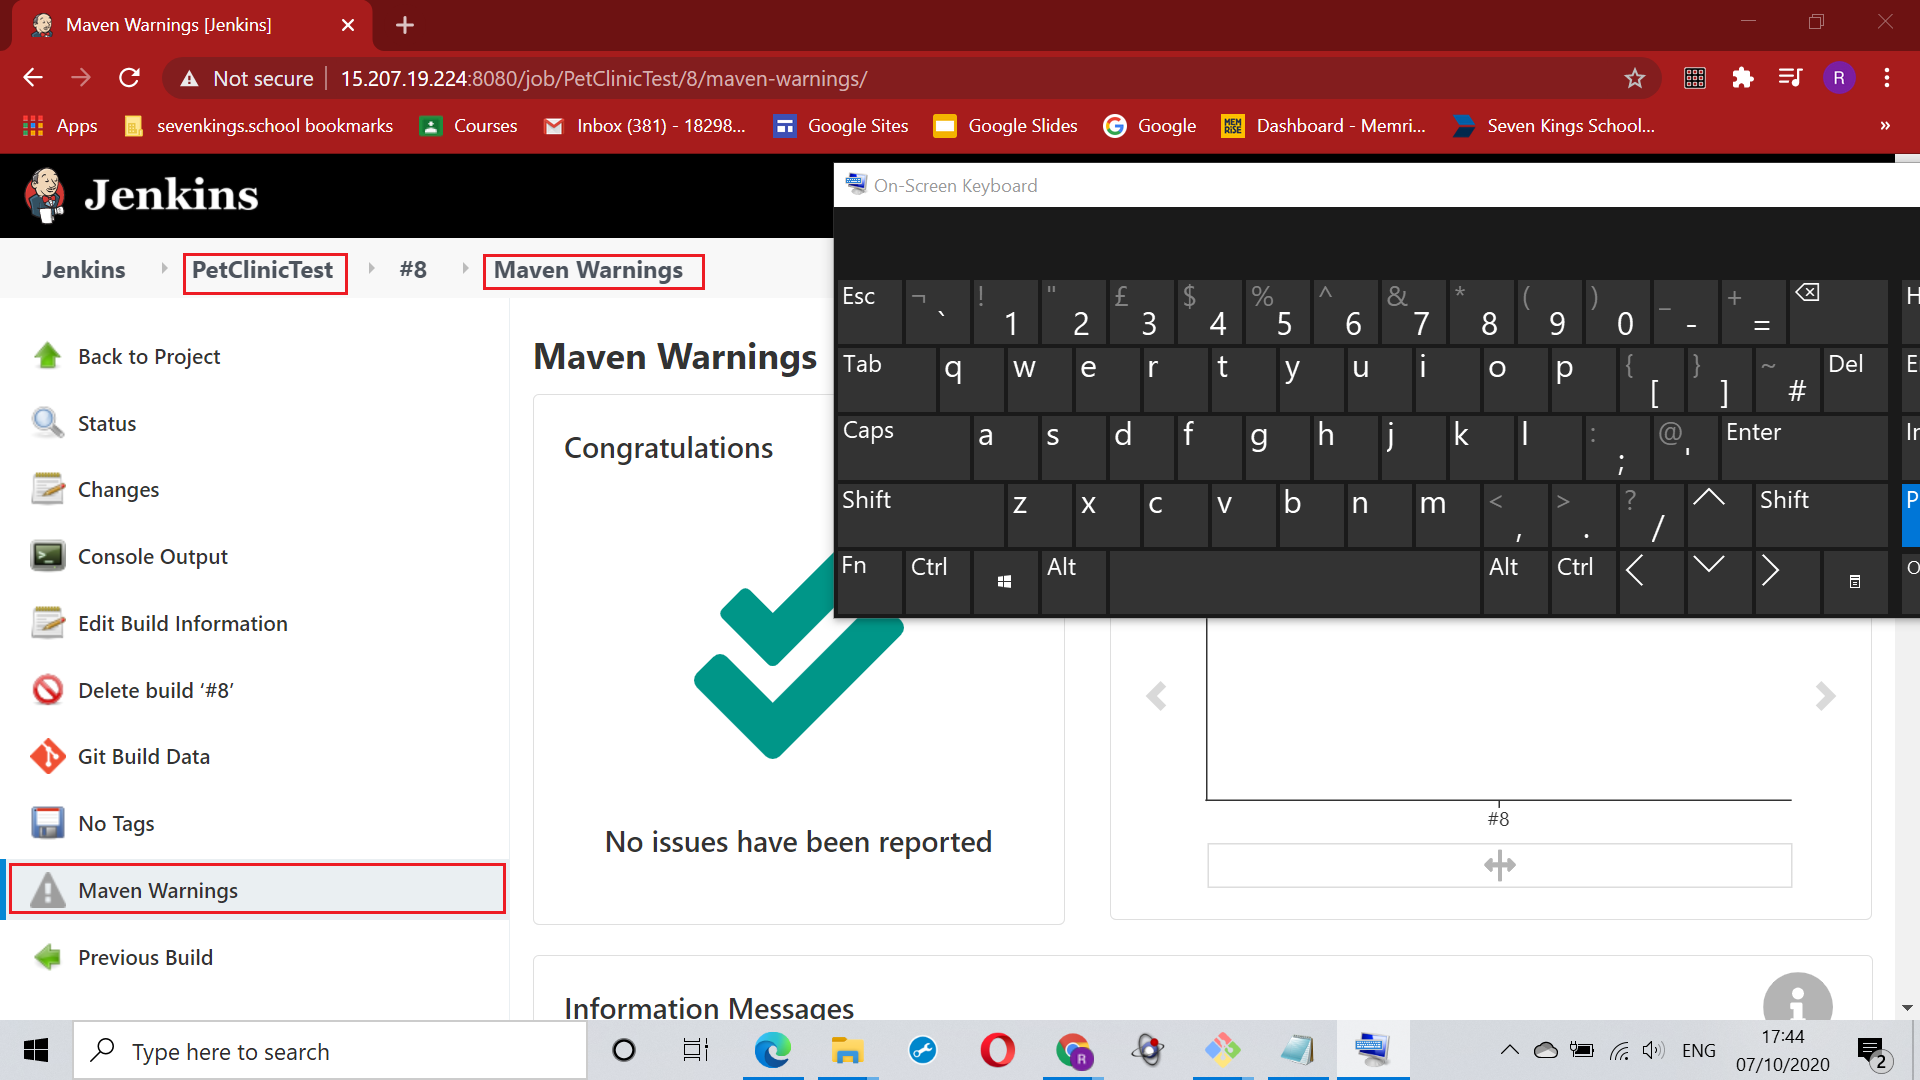 Maven Warnings [Jenkins]
Not secure
15.207.19.224:8080/job/PetClinicTest/8/maven-warnings/
R
Apps
sevenkings.school bookmarks
Courses
Inbox (381) - 18298...
Google Sites
Google Slides
Google
MEM RISE
Dashboard - Memri...
Seven Kings School...
»
Jenkins
On-Screen Keyboard
Jenkins
PetClinicTest
#8
Maven Warnings
Back to Project
Status
Changes
Console Output
Edit Build Information
Delete build ‘#8’
Git Build Data
No Tags
Maven Warnings
Previous Build
Maven Warnings
Congratulations
No issues have been reported
Information Messages
#8
Esc ¬ ` ! 1 " 2 £ 3 $ 4 % 5 ^ 6 & 7 * 8 ( 9 ) 0 _ - + = H
Tab q w e r t y u i o p { [ } ] ~ # Del
Caps a s d f g h j k l : ; @ ' Enter
Shift z x c v b n m < , > . ? / Shift P
Fn Ctrl Alt Alt Ctrl
Type here to search
R
ENG
17:44
07/10/2020
2